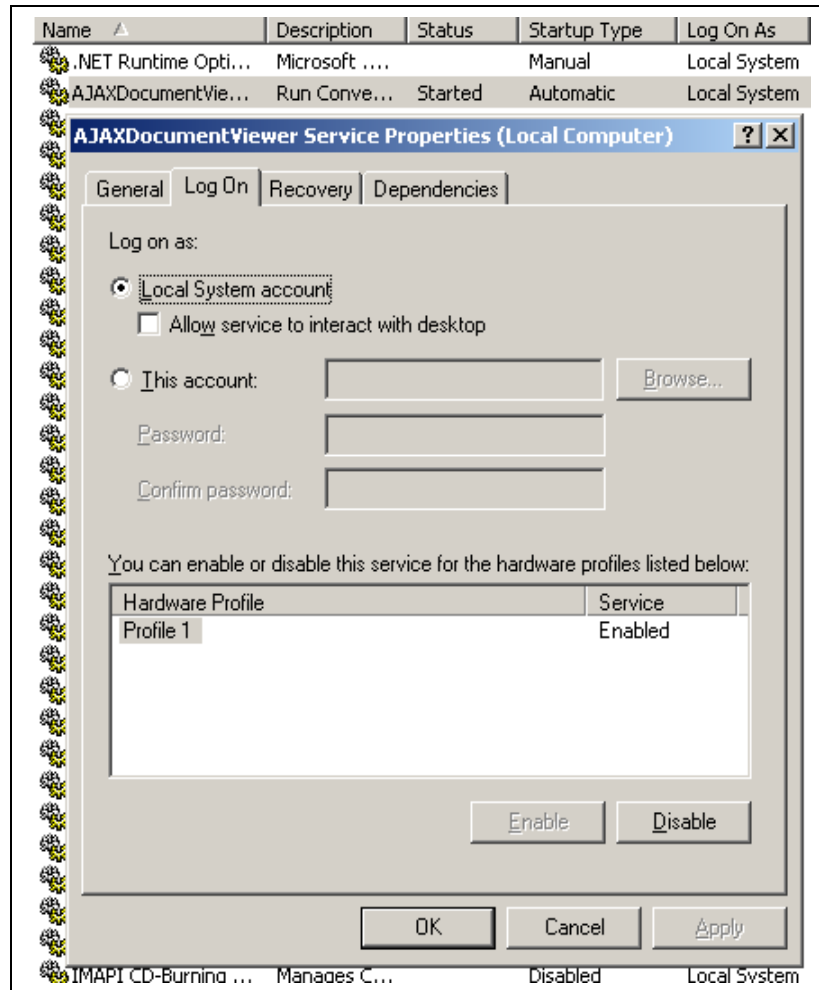 Name Description Status Startup Type Log On As
.NET Runtime Opti... Microsoft .... Manual Local System
AJAXDocumentVie... Run Conve... Started Automatic Local System
AJAXDocumentViewer Service Properties (Local Computer)
General Log On Recovery Dependencies
Log on as:
Local System account
Allow service to interact with desktop
This account: Browse...
Password:
Confirm password:
You can enable or disable this service for the hardware profiles listed below:
Hardware Profile Service
Profile 1 Enabled
Enable Disable
OK Cancel Apply
IMAPI CD-Burning ... Manages C... Disabled Local System